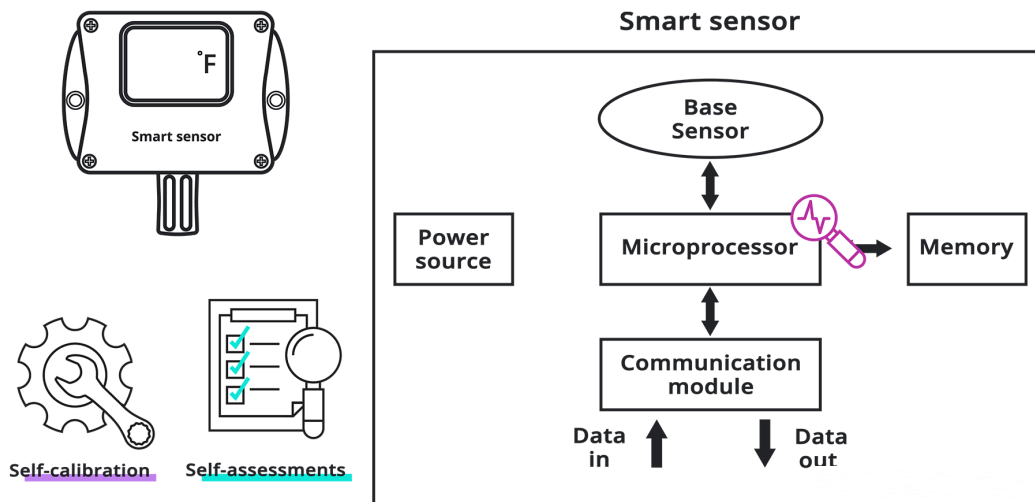 Smart sensor
°F
Smart sensor
Base
Sensor
Power
source
Microprocessor
Memory
Communication
module
Data
in
Data
out
Self-calibration
Self-assessments